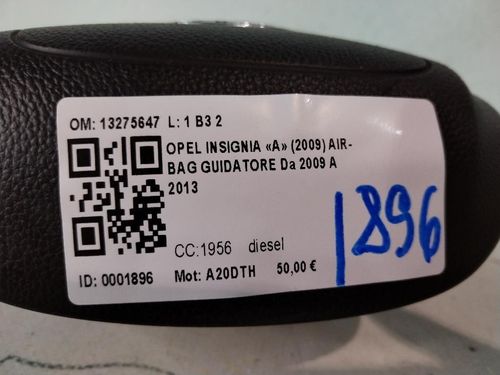 OM: 13275647 L: 1 B3 2
OPEL INSIGNIA «A» (2009) AIR-
BAG GUIDATORE Da 2009 A
2013
CC:1956 diesel
ID: 0001896 Mot: A20DTH 50,00 €
1896